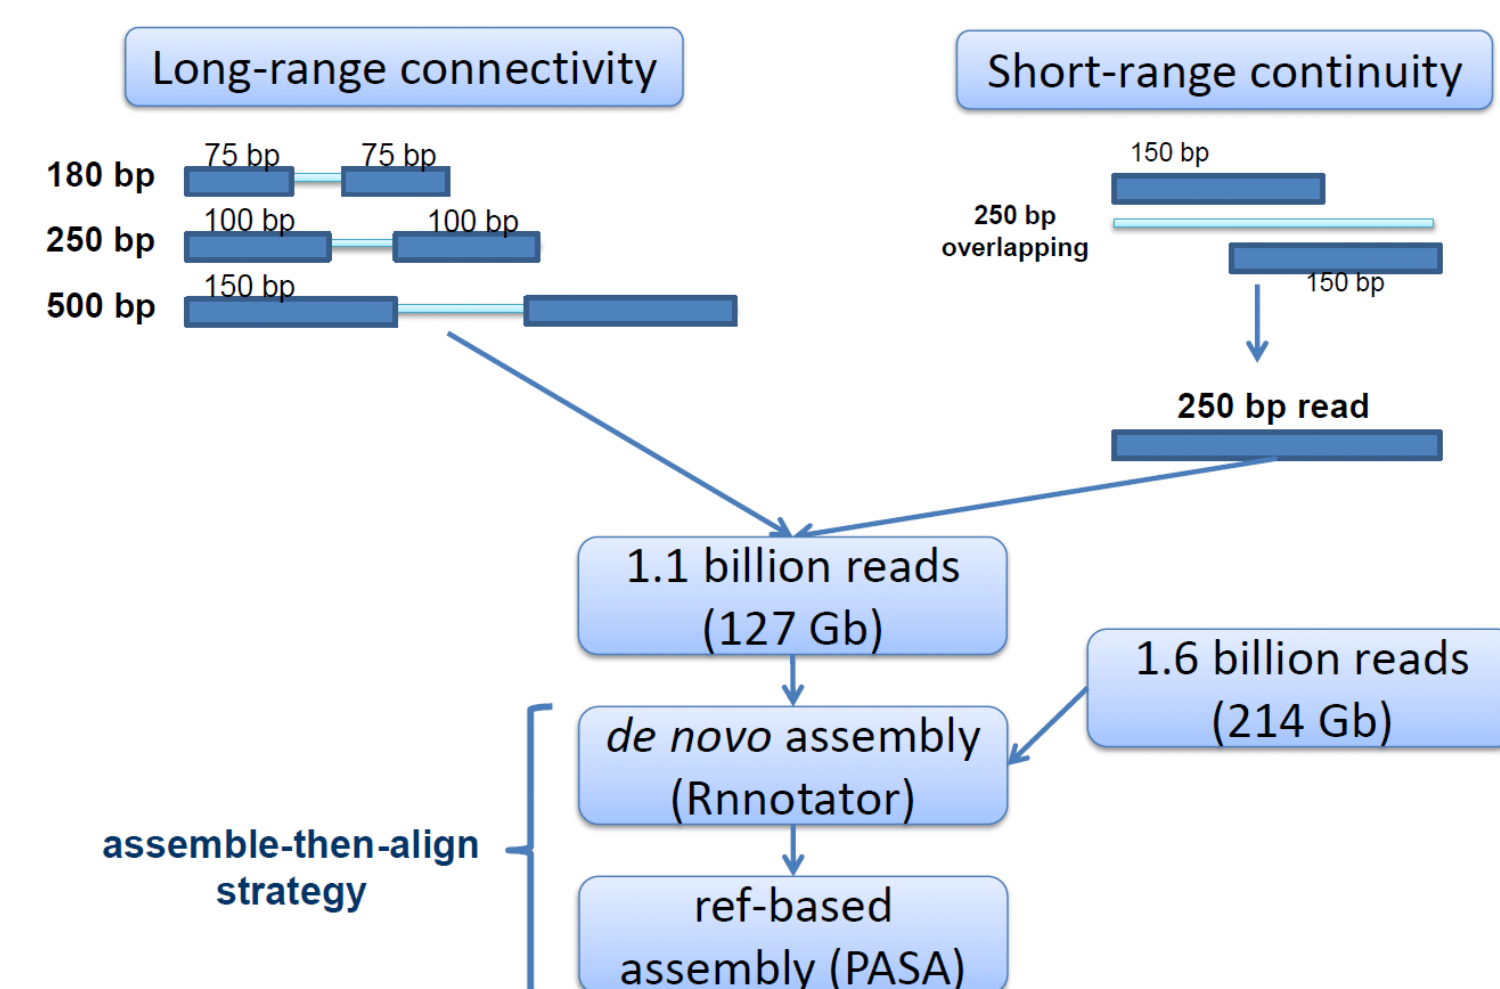 Long-range connectivity
Short-range continuity
75 bp
75 bp
180 bp
100 bp
100 bp
250 bp
150 bp
500 bp
150 bp
250 bp
overlapping
150 bp
250 bp read
1.1 billion reads
(127 Gb)
1.6 billion reads
(214 Gb)
de novo assembly
(Rnnotator)
assemble-then-align
strategy
ref-based
assembly (PASA)